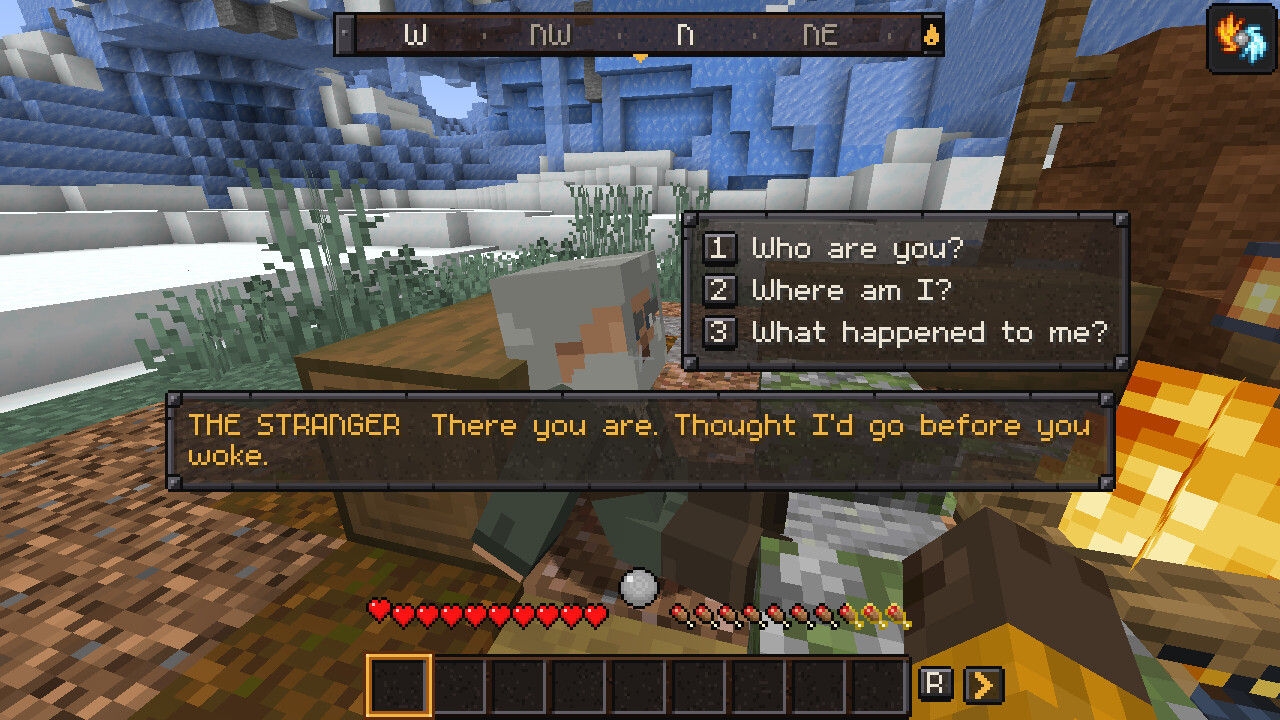 W nW n nE
1 Who are you?
2 Where am I?
3 What happened to me?
THE STRANGER There you are. Thought I'd go before you
woke.
R